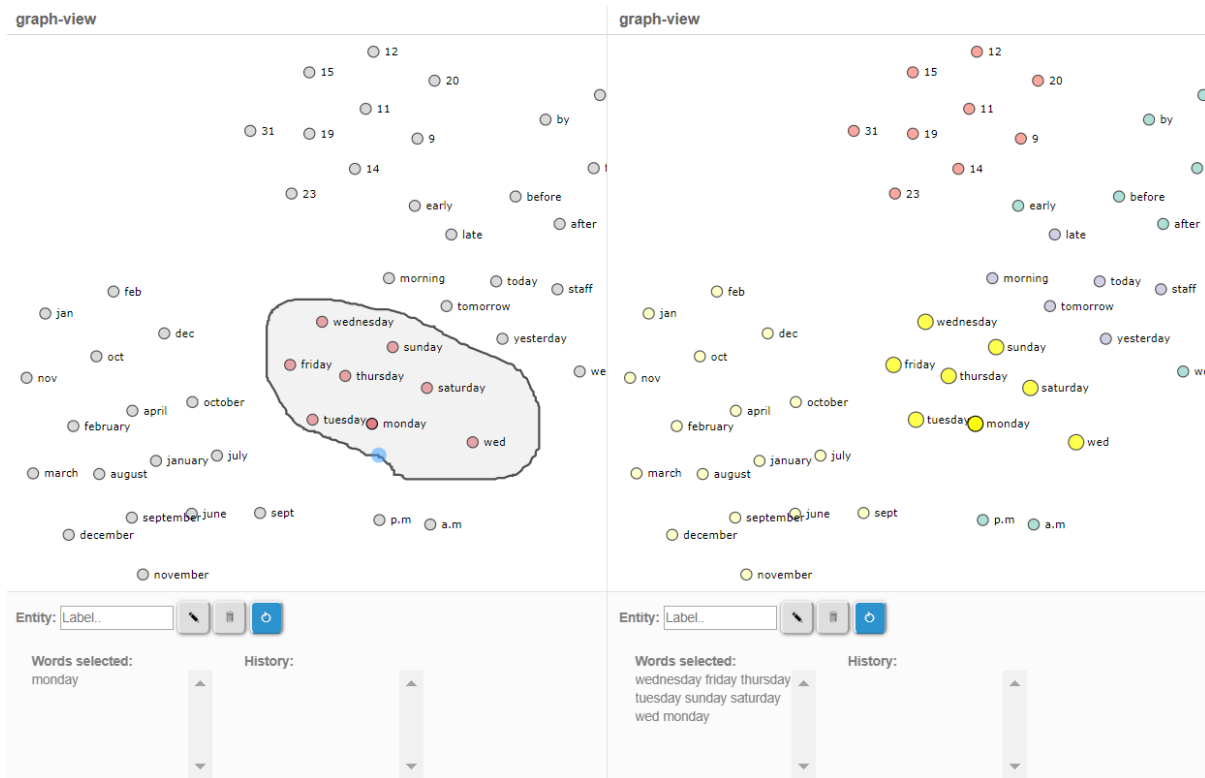 graph-view
12
15
20
11
31
19
9
by
14
23
before
early
after
late
morning
today
staff
feb
tomorrow
jan
wednesday
dec
yesterday
sunday
oct
friday
thursday
we
nov
saturday
october
april
tuesday
monday
february
wed
july
january
march
august
sept
june
september
p.m
a.m
december
november
Entity: Label..
Words selected: History:
monday
graph-view
12
15
20
11
31
19
9
by
14
23
before
early
after
late
morning
today
staff
feb
tomorrow
jan
wednesday
dec
yesterday
sunday
oct
friday
thursday
we
nov
saturday
october
april
tuesday
monday
february
wed
july
january
march
august
sept
june
september
p.m
a.m
december
november
Entity: Label..
Words selected: History:
wednesday friday thursday
tuesday sunday saturday
wed monday